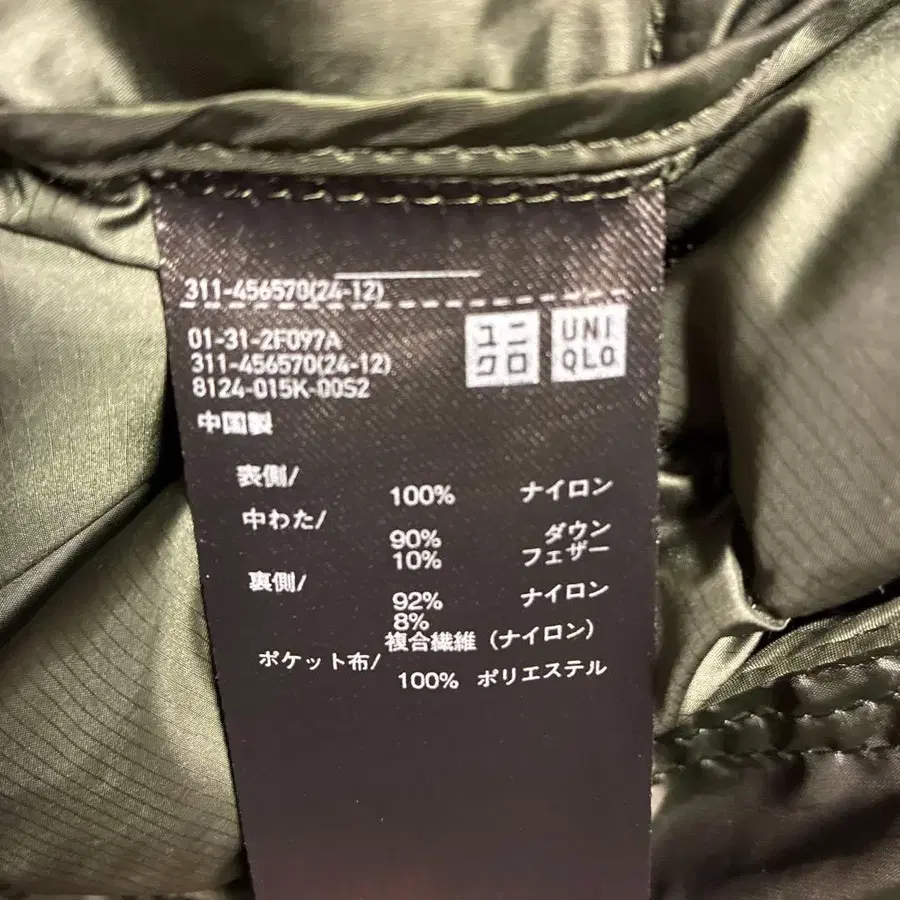 311-456570(24-12)
01-31-2F097A
311-456570(24-12)
8124-015K-00S2
ユニ
クロ
UNI
QLO
中国製
表側/
100% ナイロン
中わた/
90% ダウン
10% フェザー
裏側/
92% ナイロン
8%
複合繊維（ナイロン）
ポケット布/
100% ポリエステル